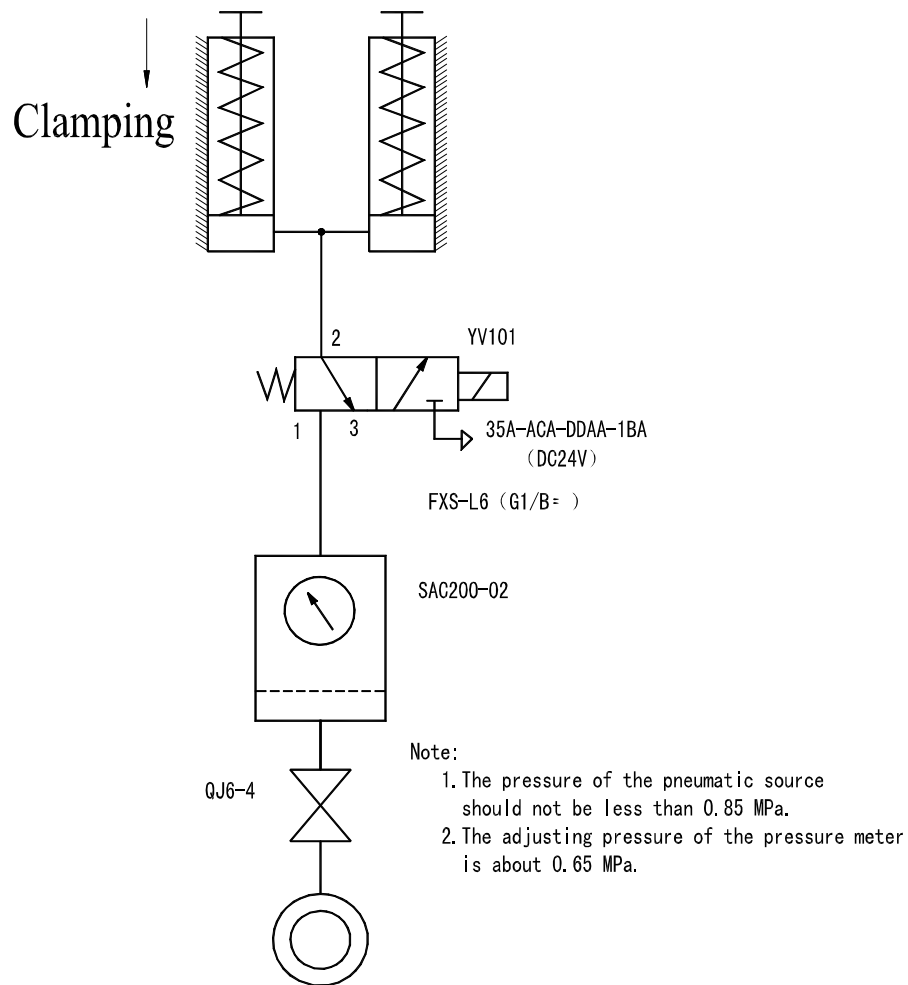 Clamping
2
YV101
1
3
35A-ACA-DDAA-1BA
(DC24V)
FXS-L6 (G1/B= )
SAC200-02
QJ6-4
Note:
1. The pressure of the pneumatic source
should not be less than 0.85 MPa.
2. The adjusting pressure of the pressure meter
is about 0.65 MPa.